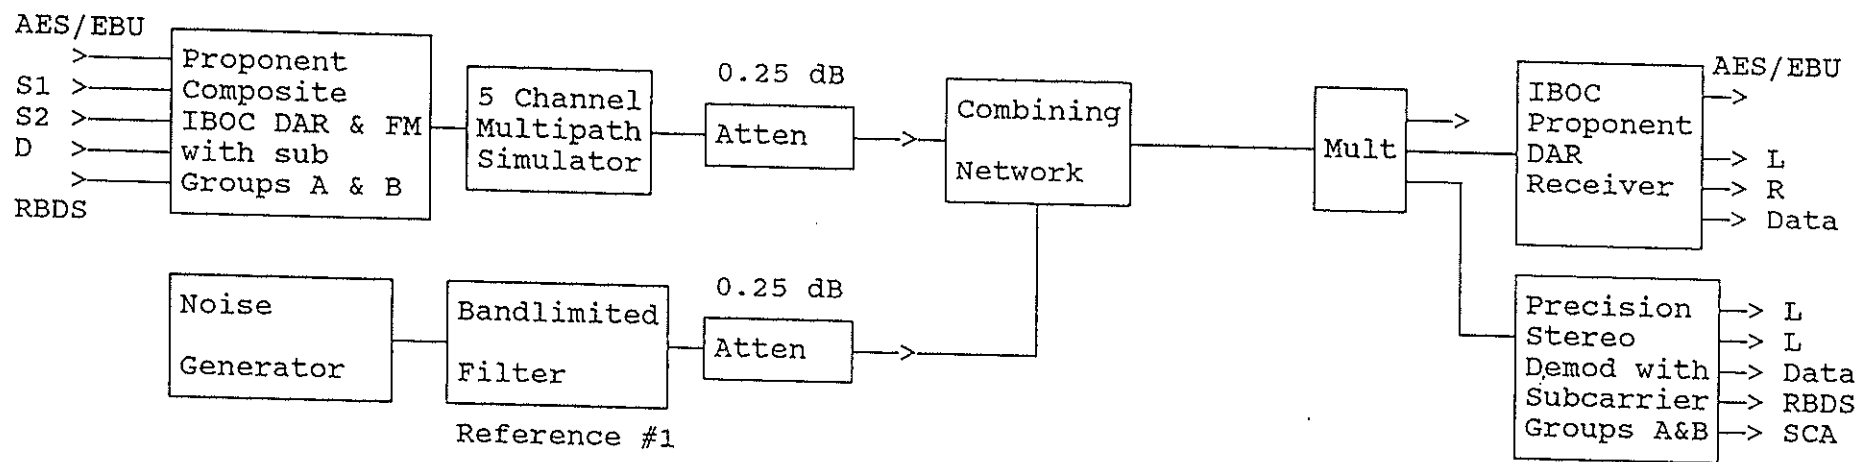 AES/EBU
S1
S2
D
RBDS
Proponent
Composite
IBOC DAR & FM
with sub
Groups A & B
5 Channel
Multipath
Simulator
0.25 dB
Atten
Combining
Network
Mult
IBOC
Proponent
DAR
Receiver
AES/EBU
L
R
Data
Noise
Generator
Bandlimited
Filter
Reference #1
0.25 dB
Atten
Precision
Stereo
Demod with
Subcarrier
Groups A&B
L
L
Data
RBDS
SCA